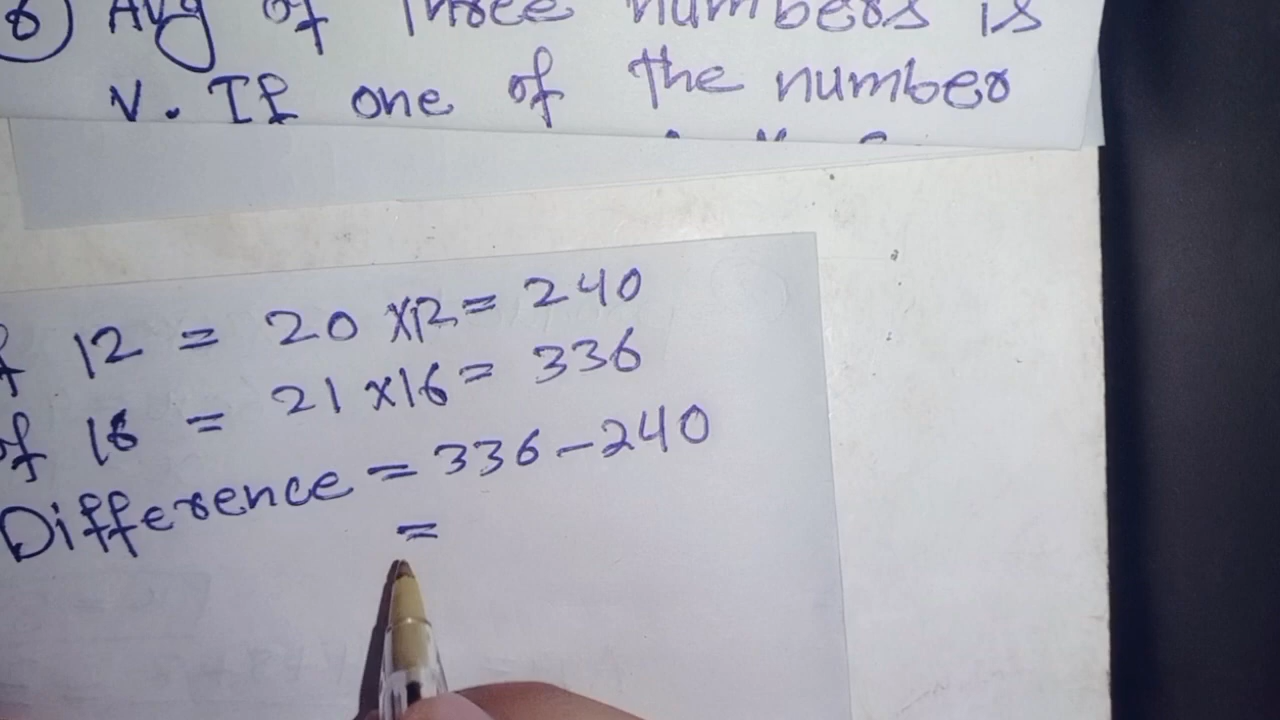 8) Avg of three numbers is
V. If one of the number
f 12 = 20 x12 = 240
of 16 = 21 x16 = 336
Difference = 336-240
=